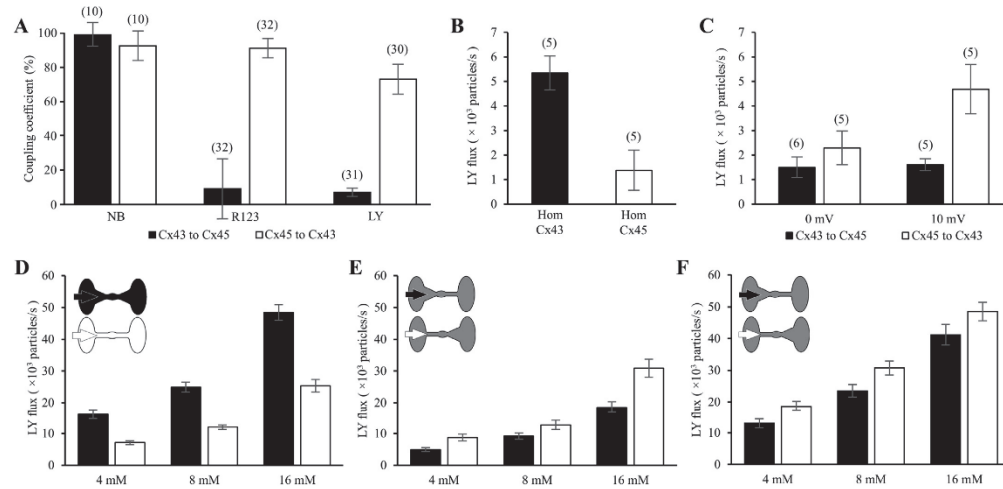 A
Coupling coefficient (%)
120
100
80
60
40
20
0
(10)
(10)
(32)
(32)
(31)
(30)
NB
R123
LY
Cx43 to Cx45
Cx45 to Cx43
B
LY flux ( × 10³ particles/s)
7
6
5
4
3
2
1
0
(5)
(5)
Hom
Cx43
Hom
Cx45
C
LY flux ( × 10³ particles/s)
7
6
5
4
3
2
1
0
(6)
(5)
(5)
(5)
0 mV
10 mV
Cx43 to Cx45
Cx45 to Cx43
D
LY flux ( ×10³ particles/s)
60
50
40
30
20
10
0
4 mM
8 mM
16 mM
E
LY flux ( ×10³ particles/s)
60
50
40
30
20
10
0
4 mM
8 mM
16 mM
F
LY flux ( ×10³ particles/s)
60
50
40
30
20
10
0
4 mM
8 mM
16 mM